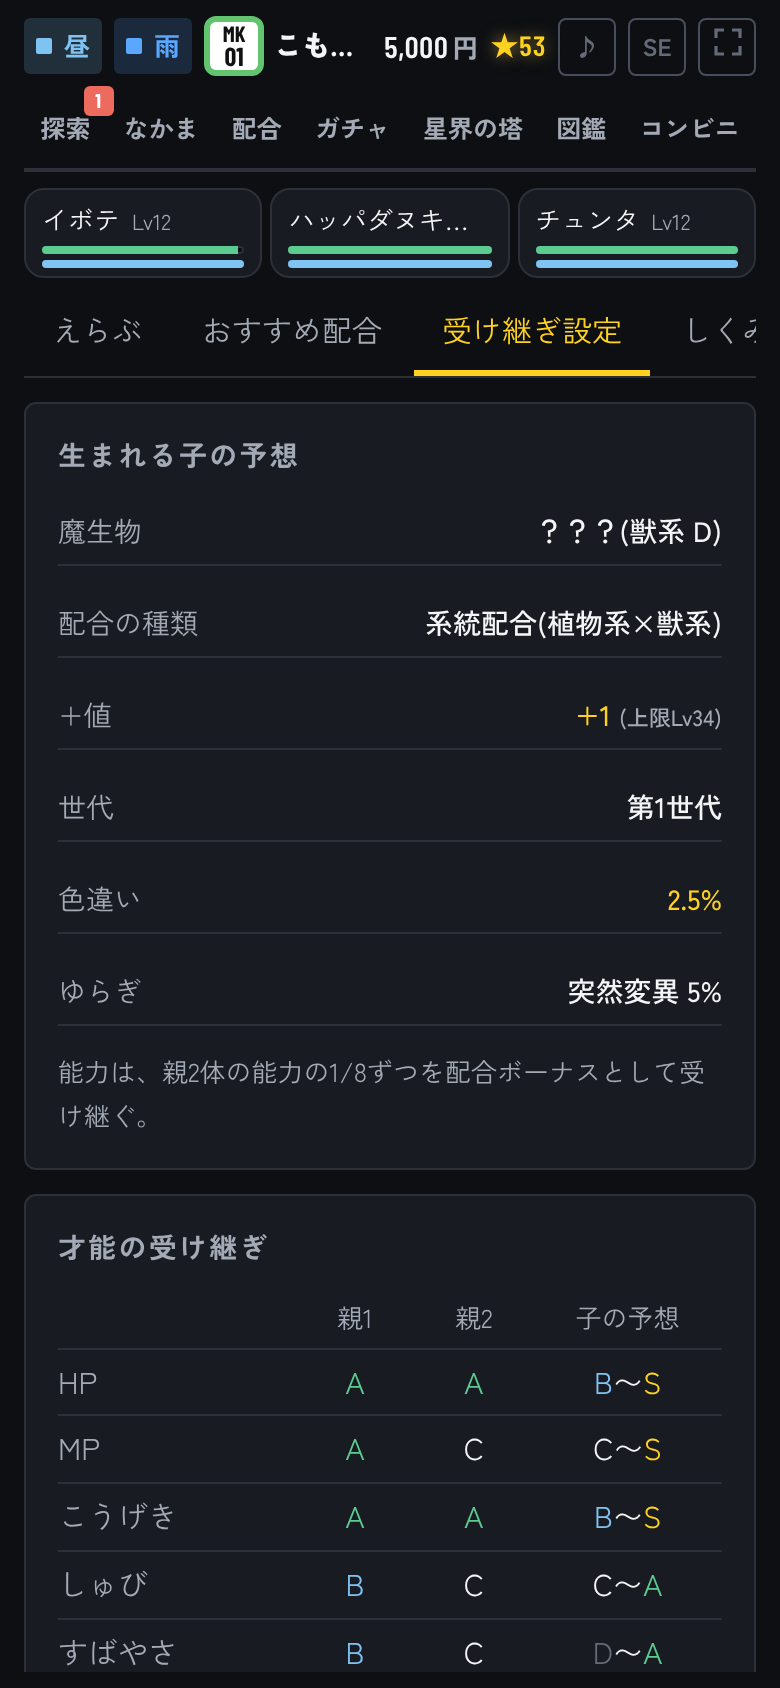 昼 雨 MK 01 こも… 5,000円 ★53 ♪ SE
1
探索 なかま 配合 ガチャ 星界の塔 図鑑 コンビニ
イボテ Lv12 ハッパダヌキ… チュンタ Lv12
えらぶ おすすめ配合 受け継ぎ設定 しくみ
生まれる子の予想
魔生物 ？？？(獣系 D)
配合の種類 系統配合(植物系×獣系)
＋値 +1 (上限Lv34)
世代 第1世代
色違い 2.5%
ゆらぎ 突然変異 5%
能力は、親2体の能力の1/8ずつを配合ボーナスとして受
け継ぐ。
才能の受け継ぎ
親1 親2 子の予想
HP A A B〜S
MP A C C〜S
こうげき A A B〜S
しゅび B C C〜A
すばやさ B C D〜A